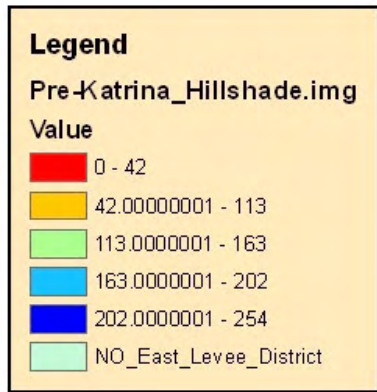 Legend
Pre-Katrina_Hillshade.img
Value
0 - 42
42.00000001 - 113
113.0000001 - 163
163.0000001 - 202
202.0000001 - 254
NO_East_Levee_District